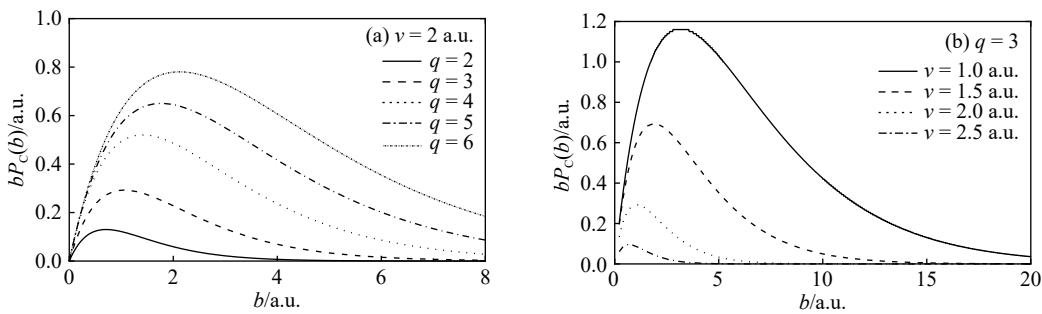 (a) v = 2 a.u.
q = 2
q = 3
q = 4
q = 5
q = 6
bP_C(b)/a.u.
1.0
0.8
0.6
0.4
0.2
0.0
0 2 4 6 8
b/a.u.
(b) q = 3
v = 1.0 a.u.
v = 1.5 a.u.
v = 2.0 a.u.
v = 2.5 a.u.
bP_C(b)/a.u.
1.2
1.0
0.8
0.6
0.4
0.2
0.0
0 5 10 15 20
b/a.u.